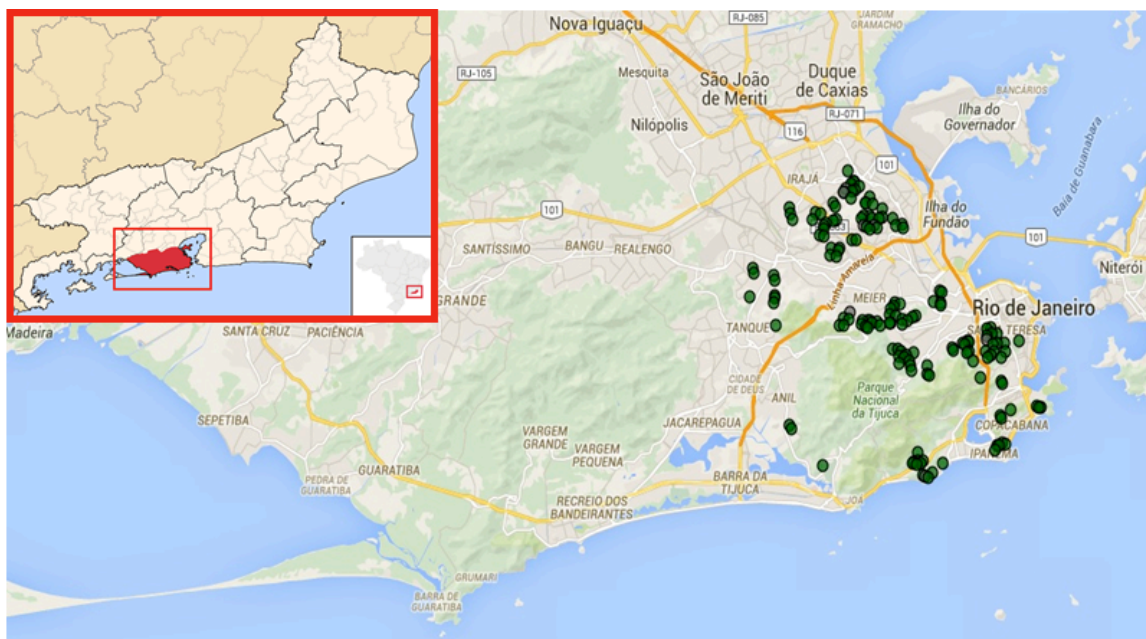 Nova Iguaçu
RJ-085
JARDIM
GRAMACHO
RJ-105
Mesquita
São João
de Meriti
Duque
de Caxias
BANCÁRIOS
Nilópolis
RJ-071
116
Ilha do
Governador
101
IRAJÁ
Baía de Guanabara
101
Ilha do
Fundão
101
SANTÍSSIMO
BANGU
REALENGO
Linha Amarela
Niterói
GRANDE
MEIER
Rio de Janeiro
Madeira
SANTA CRUZ
PACIÊNCIA
TANQUE
TERESA
CIDADE
DE DEUS
ANIL
Parque
Nacional
da Tijuca
SEPETIBA
JACAREPAGUA
VARGEM
GRANDE
VARGEM
PEQUENA
COPACABANA
IPANEMA
GUARATIBA
PEDRA DE
GUARATIBA
BARRA DA
TIJUCA
RECREIO DOS
BANDEIRANTES
JOÁ
GRUMARI
BARRA DE
GUARATIBA